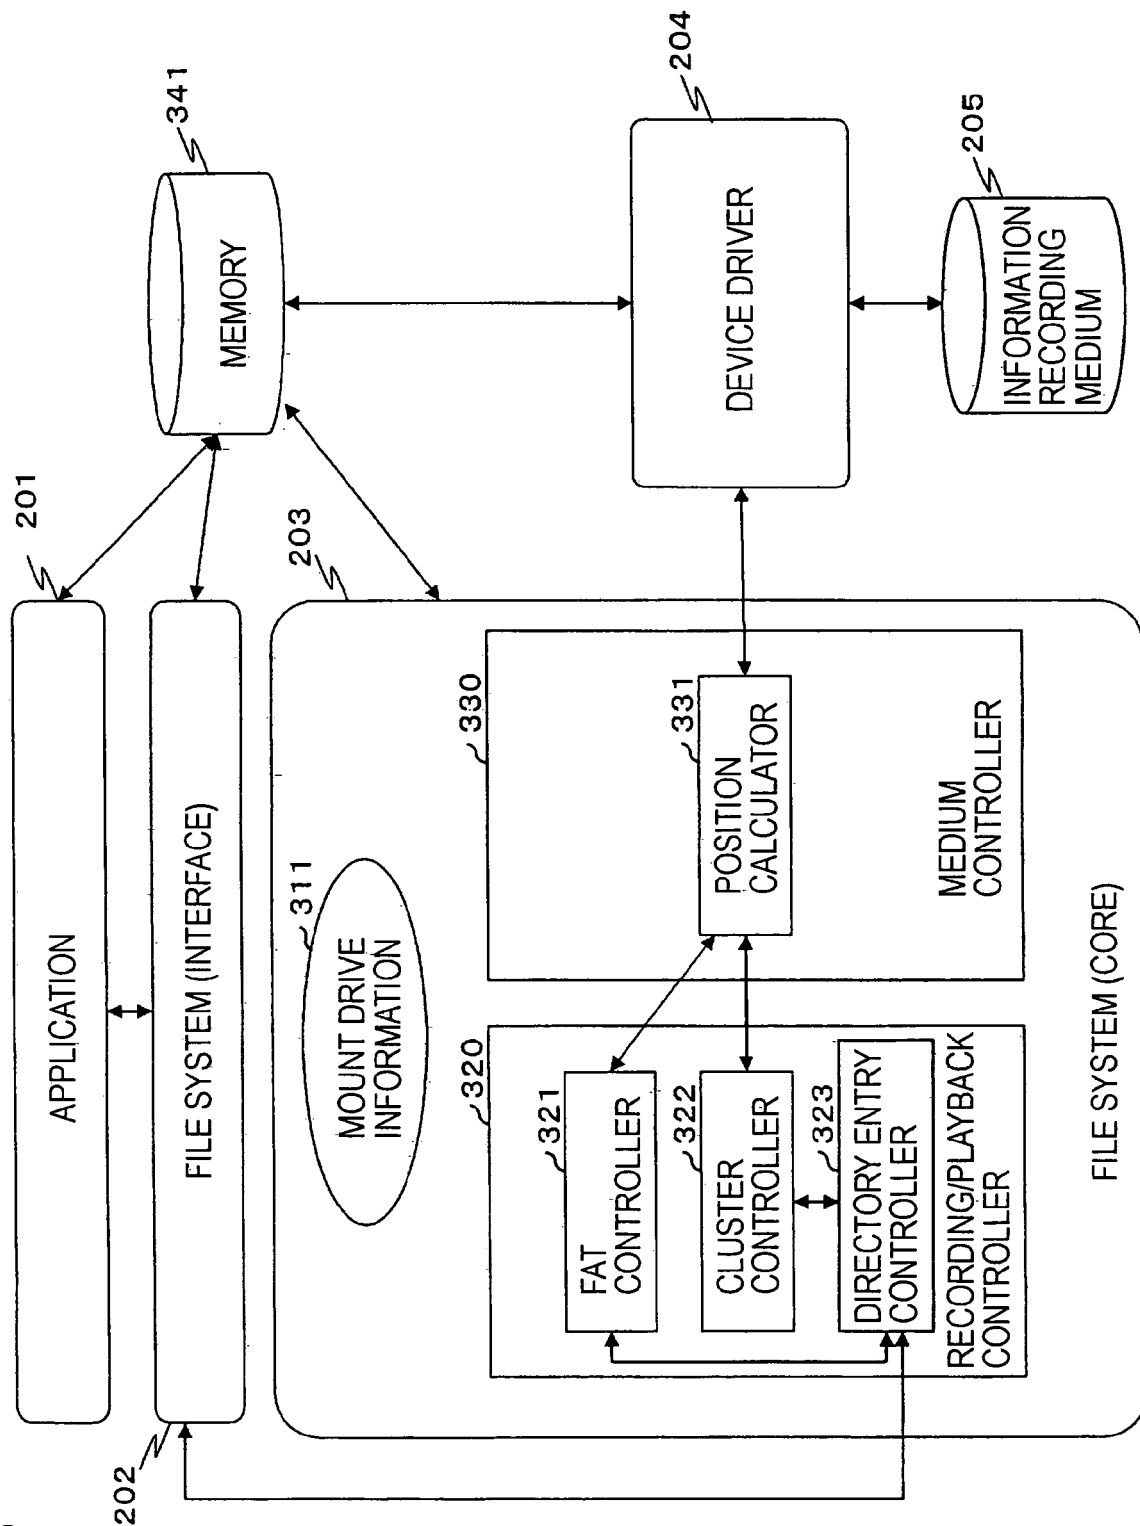 APPLICATION
201
FILE SYSTEM (INTERFACE)
202
MEMORY
341
203
MOUNT DRIVE
INFORMATION
311
320
FAT
CONTROLLER
321
CLUSTER
CONTROLLER
322
DIRECTORY ENTRY
CONTROLLER
323
RECORDING/PLAYBACK
CONTROLLER
330
POSITION
CALCULATOR
331
MEDIUM
CONTROLLER
FILE SYSTEM (CORE)
DEVICE DRIVER
204
INFORMATION
RECORDING
MEDIUM
205